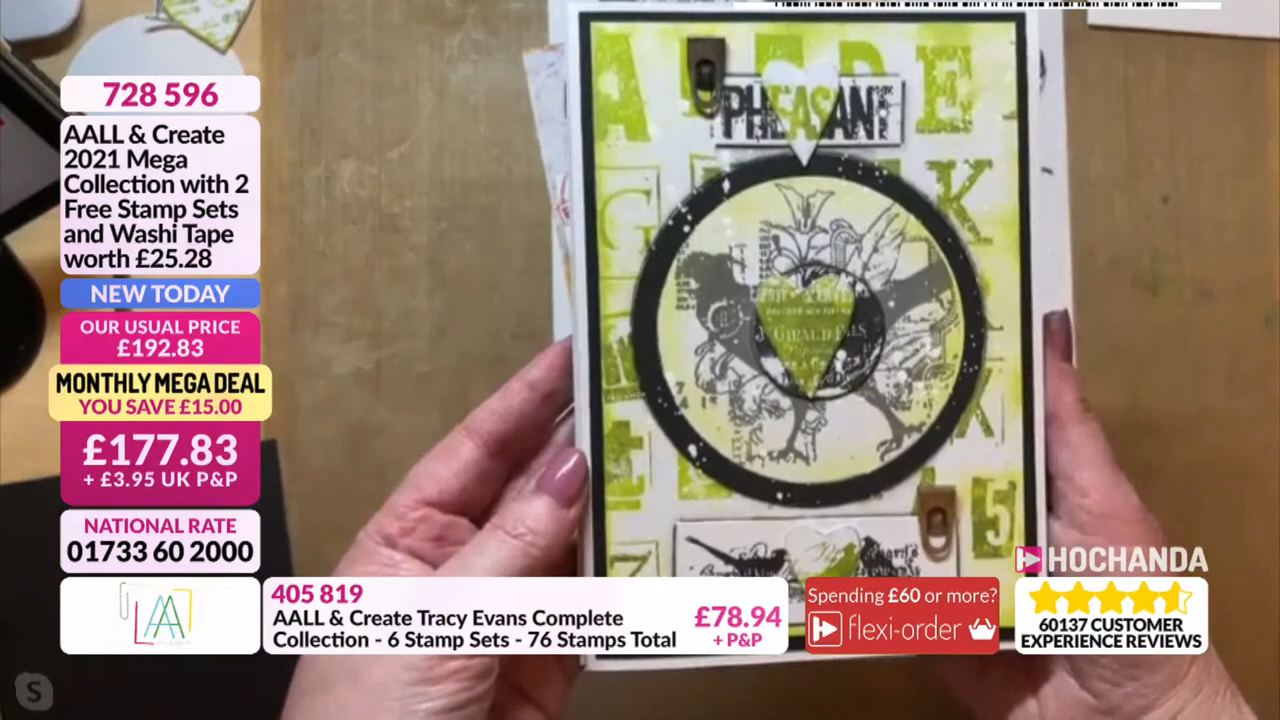 728 596
AALL & Create
2021 Mega
Collection with 2
Free Stamp Sets
and Washi Tape
worth £25.28
NEW TODAY
OUR USUAL PRICE
£192.83
MONTHLY MEGA DEAL
YOU SAVE £15.00
£177.83
+ £3.95 UK P&P
NATIONAL RATE
01733 60 2000
LAA
405 819
AALL & Create Tracy Evans Complete
Collection - 6 Stamp Sets - 76 Stamps Total
£78.94
+ P&P
Spending £60 or more?
flexi-order
HOCHANDA
60137 CUSTOMER
EXPERIENCE REVIEWS
PHEASANT
A
E
G
K
t
5
S